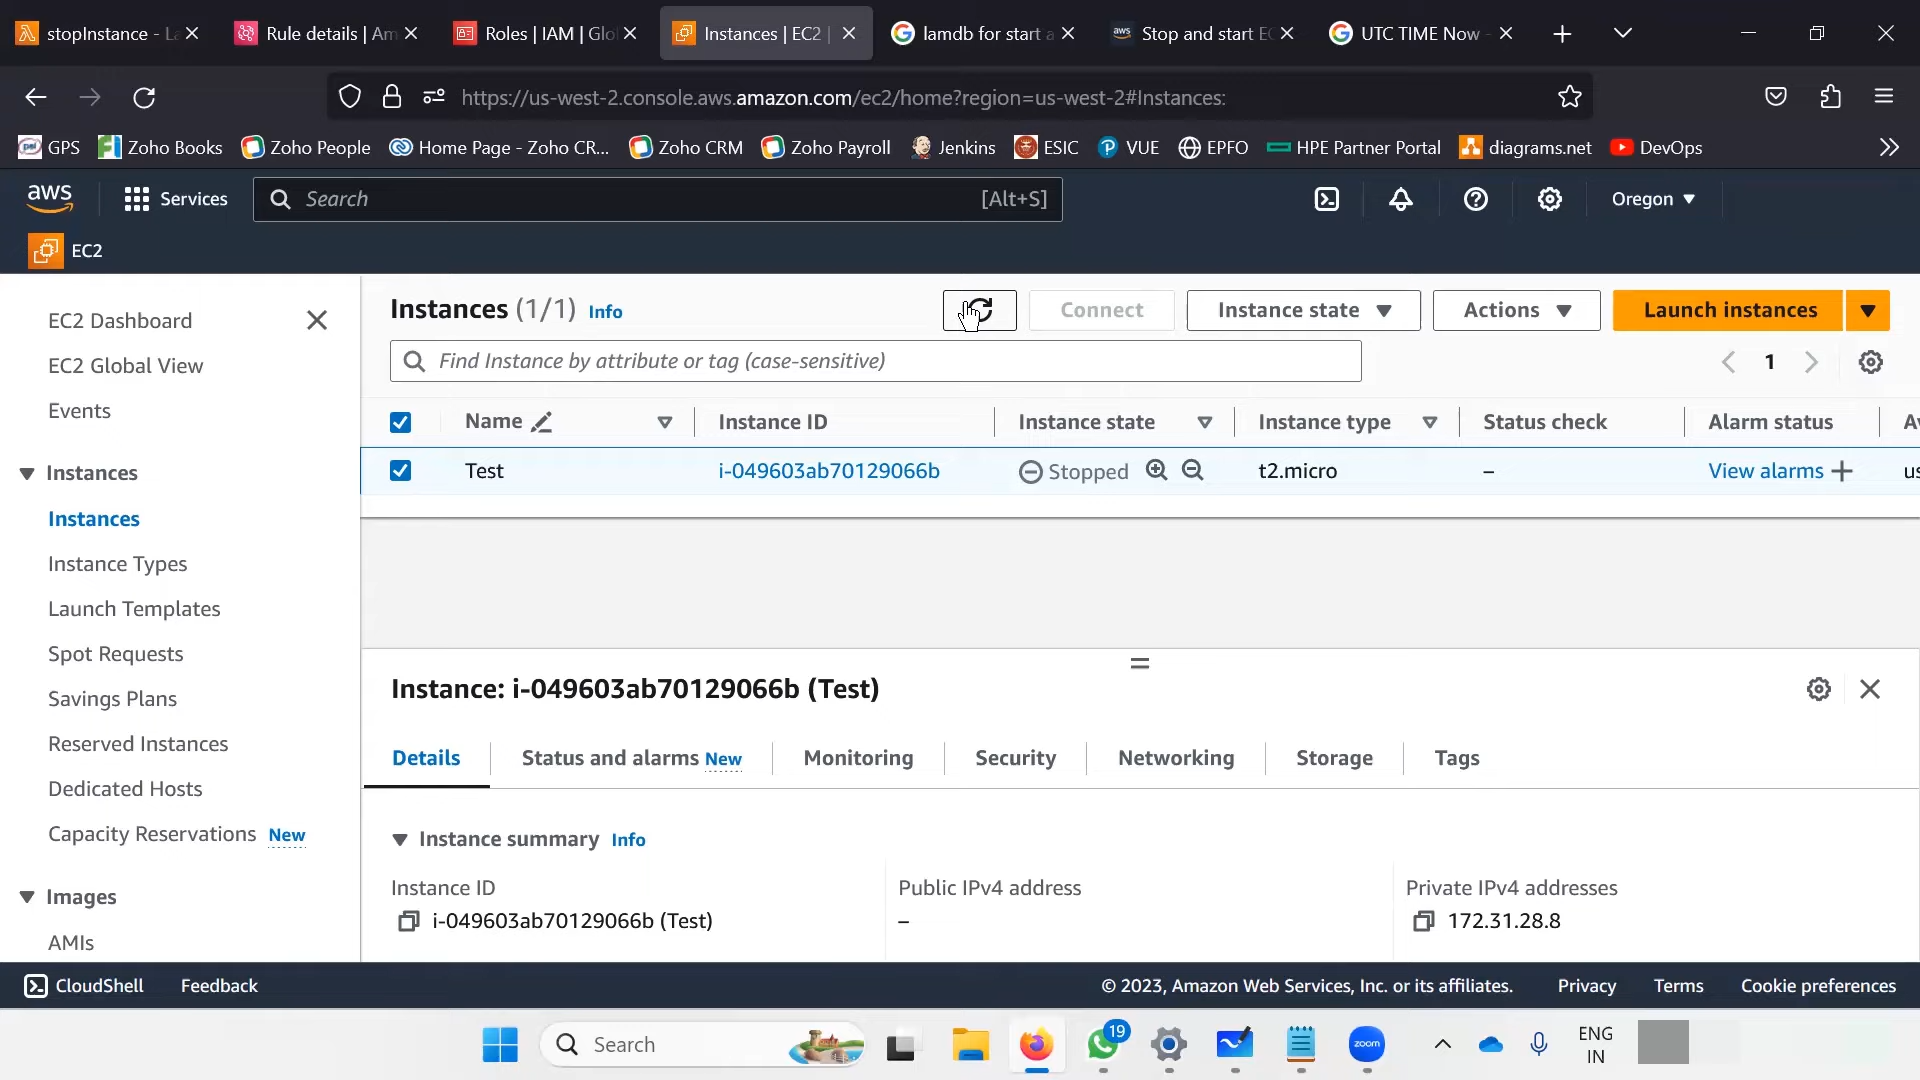 stopInstance - La
Rule details | Am
Roles | IAM | Glo
Instances | EC2 |
lamdb for start a
aws
Stop and start EC
UTC TIME Now -
https://us-west-2.console.aws.amazon.com/ec2/home?region=us-west-2#Instances:
GPS
Zoho Books
Zoho People
Home Page - Zoho CR...
Zoho CRM
Zoho Payroll
Jenkins
ESIC
VUE
EPFO
HPE Partner Portal
diagrams.net
DevOps
aws
Services
Search
[Alt+S]
Oregon
EC2
EC2 Dashboard
EC2 Global View
Events
Instances
Instances
Instance Types
Launch Templates
Spot Requests
Savings Plans
Reserved Instances
Dedicated Hosts
Capacity Reservations New
Images
AMIs
Instances (1/1) Info
Connect
Instance state
Actions
Launch instances
Find Instance by attribute or tag (case-sensitive)
1
Name
Instance ID
Instance state
Instance type
Status check
Alarm status
Test
i-049603ab70129066b
Stopped
t2.micro
–
View alarms
us
Instance: i-049603ab70129066b (Test)
Details
Status and alarms New
Monitoring
Security
Networking
Storage
Tags
Instance summary Info
Instance ID
i-049603ab70129066b (Test)
Public IPv4 address
–
Private IPv4 addresses
172.31.28.8
CloudShell
Feedback
© 2023, Amazon Web Services, Inc. or its affiliates.
Privacy
Terms
Cookie preferences
Search
19
zoom
ENG
IN